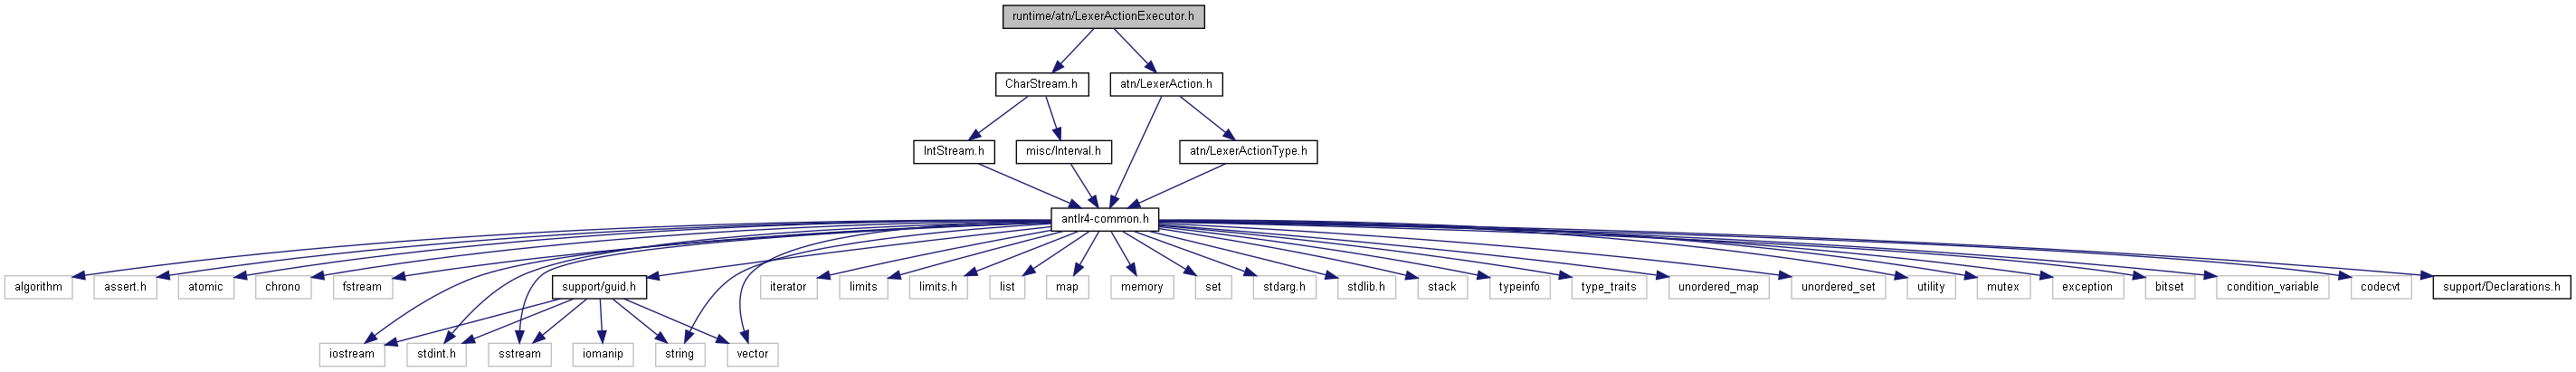 runtime/atn/LexerActionExecutor.h
CharStream.h
atn/LexerAction.h
IntStream.h
misc/Interval.h
atn/LexerActionType.h
antlr4-common.h
algorithm
assert.h
atomic
chrono
fstream
support/guid.h
iterator
limits
limits.h
list
map
memory
set
stdarg.h
stdlib.h
stack
typeinfo
type_traits
unordered_map
unordered_set
utility
mutex
exception
bitset
condition_variable
codecvt
support/Declarations.h
iostream
stdint.h
sstream
iomanip
string
vector